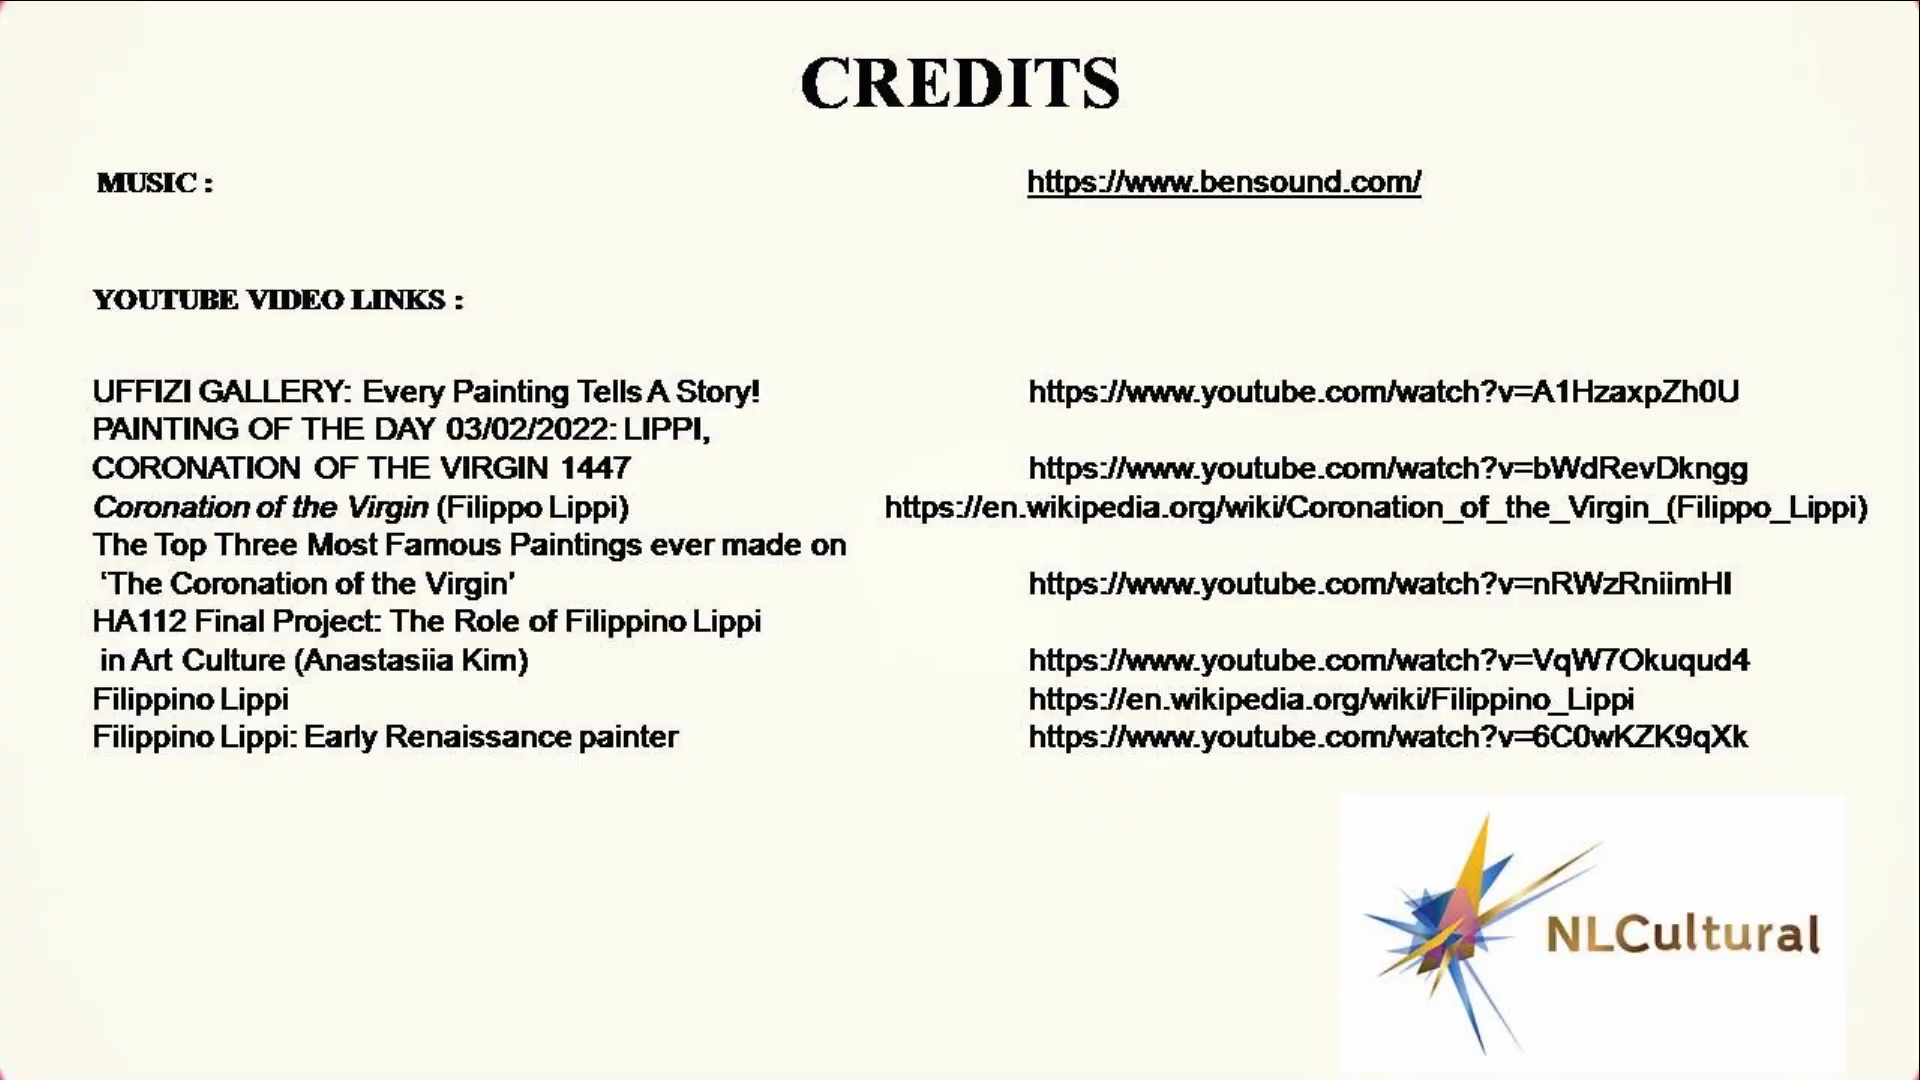 CREDITS
MUSIC : https://www.bensound.com/
YOUTUBE VIDEO LINKS :
UFFIZI GALLERY: Every Painting Tells A Story! https://www.youtube.com/watch?v=A1HzaxpZh0U
PAINTING OF THE DAY 03/02/2022: LIPPI,
CORONATION OF THE VIRGIN 1447 https://www.youtube.com/watch?v=bWdRevDkngg
Coronation of the Virgin (Filippo Lippi) https://en.wikipedia.org/wiki/Coronation_of_the_Virgin_(Filippo_Lippi)
The Top Three Most Famous Paintings ever made on
‘The Coronation of the Virgin’ https://www.youtube.com/watch?v=nRWzRniimHI
HA112 Final Project: The Role of Filippino Lippi
in Art Culture (Anastasiia Kim) https://www.youtube.com/watch?v=VqW7Okuqud4
Filippino Lippi https://en.wikipedia.org/wiki/Filippino_Lippi
Filippino Lippi: Early Renaissance painter https://www.youtube.com/watch?v=6C0wKZK9qXk
NLCultural